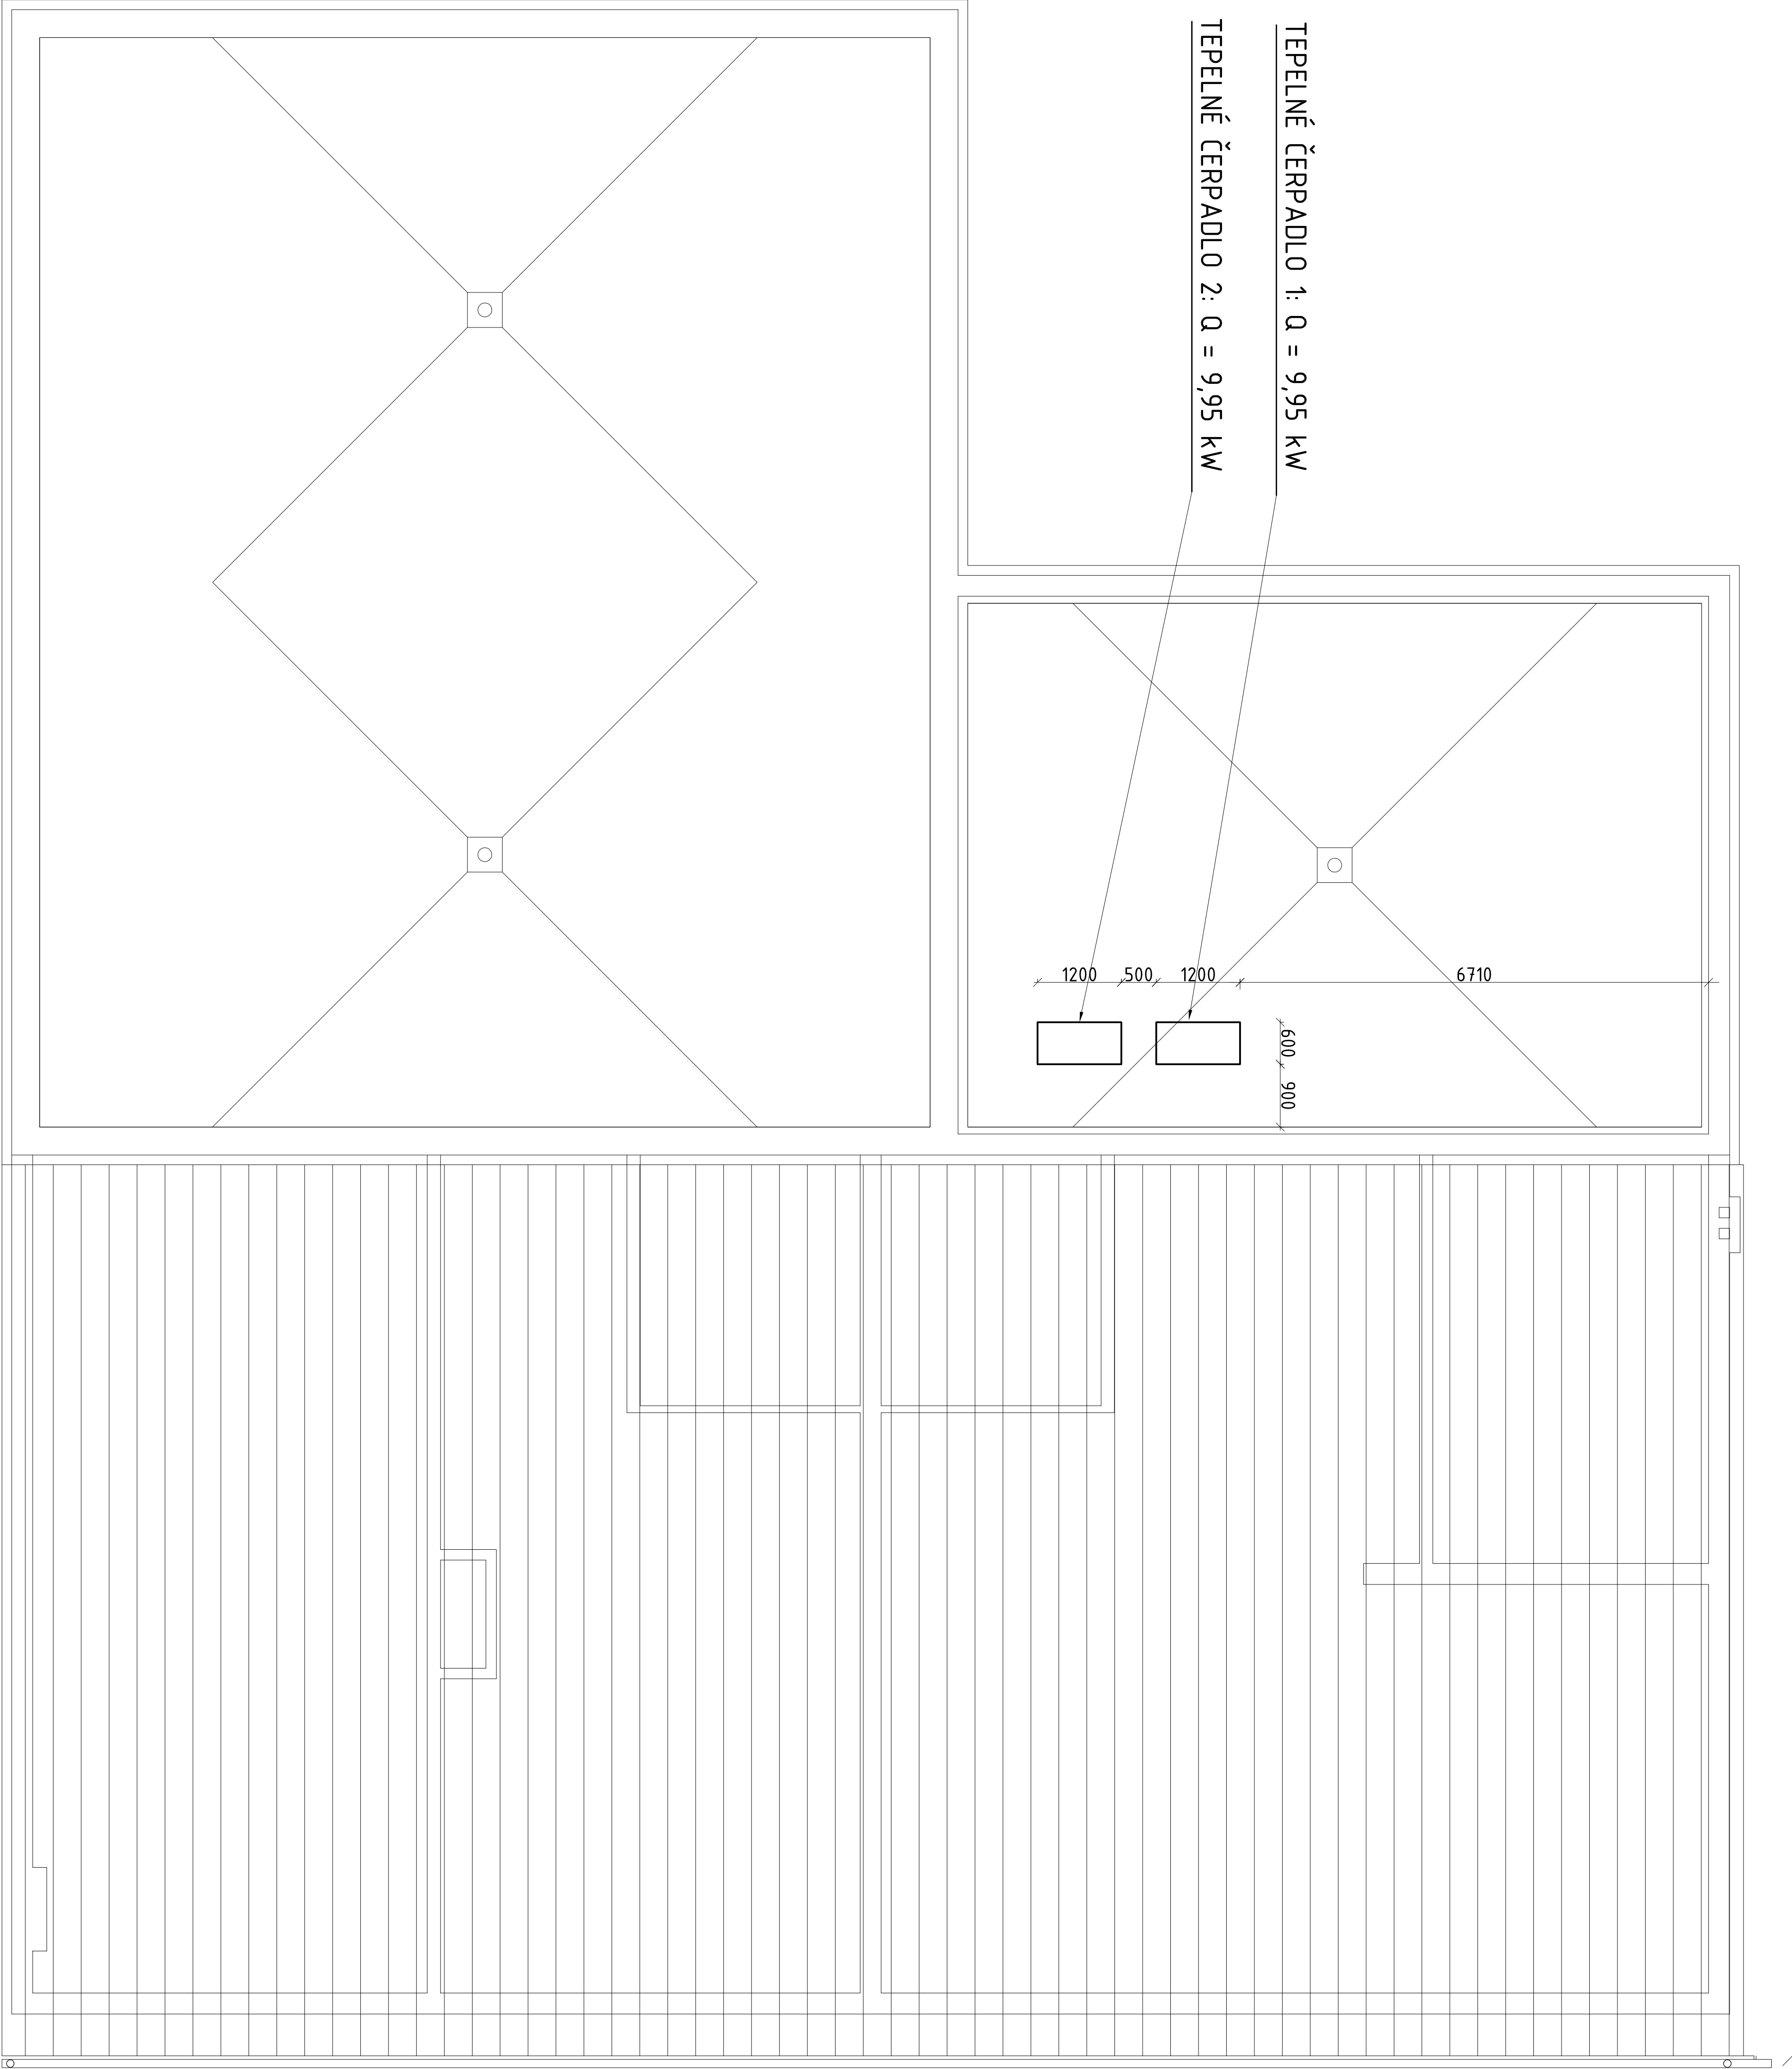 TEPELNÉ ČERPADLO 1: Q = 9,95 kW
TEPELNÉ ČERPADLO 2: Q = 9,95 kW
1200 500 1200 6710
600
900